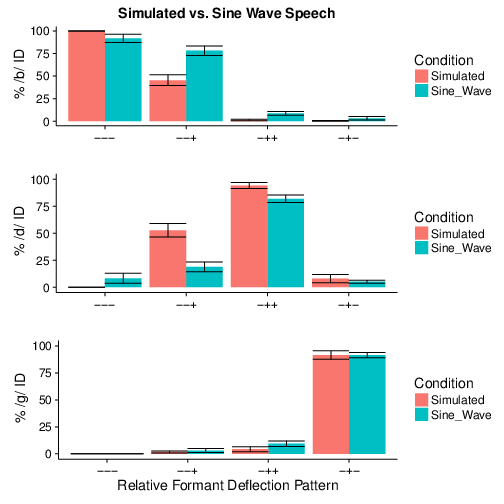 Simulated vs. Sine Wave Speech
% /b/ ID
100
75
50
25
0
−−− −−+ −++ −+−
Condition
Simulated
Sine_Wave
% /d/ ID
100
75
50
25
0
−−− −−+ −++ −+−
Condition
Simulated
Sine_Wave
% /g/ ID
100
75
50
25
0
−−− −−+ −++ −+−
Condition
Simulated
Sine_Wave
Relative Formant Deflection Pattern